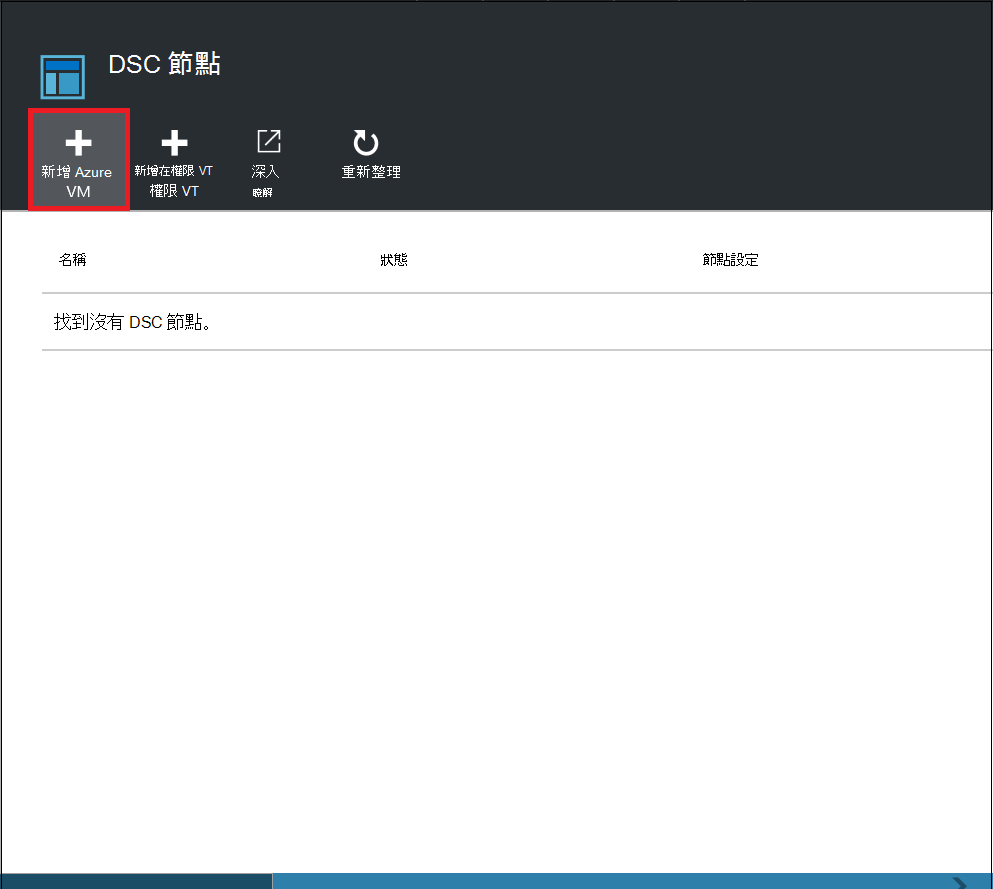 DSC 節點
新增 Azure
VM
新增在權限 VT
權限 VT
深入
瞭解
重新整理
名稱 狀態 節點設定
找到沒有 DSC 節點。